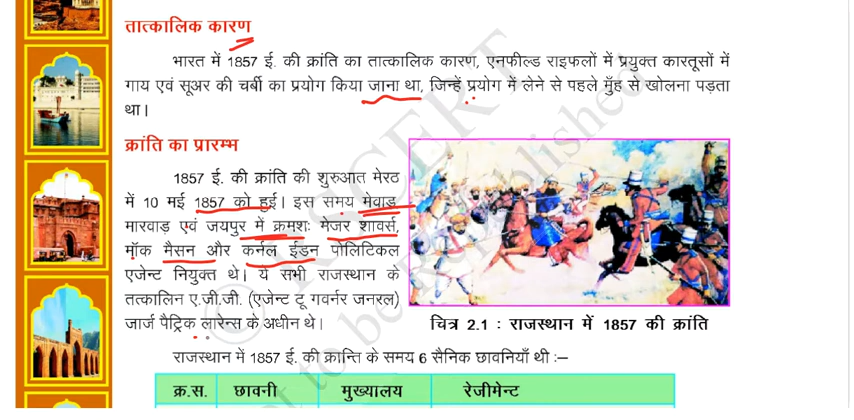 तात्कालिक कारण
भारत में 1857 ई. की क्रांति का तात्कालिक कारण, एनफील्ड राइफलों में प्रयुक्त कारतूसों में
गाय एवं सूअर की चर्बी का प्रयोग किया जाना था, जिन्हें प्रयोग में लेने से पहले मुँह से खोलना पड़ता
था।
क्रांति का प्रारम्भ
1857 ई. की क्रांति की शुरुआत मेरठ
में 10 मई 1857 को हुई। इस समय मेवाड़
मारवाड़ एवं जयपुर में क्रमशः मेजर शावर्स,
मॉक मैसन और कर्नल ईडन पोलिटिकल
एजेन्ट नियुक्त थे। ये सभी राजस्थान के
तत्कालिन ए.जी.जी. (एजेन्ट टू गवर्नर जनरल)
जार्ज पैट्रिक लारेन्स के अधीन थे।
चित्र 2.1 : राजस्थान में 1857 की क्रांति
राजस्थान में 1857 ई. की क्रान्ति के समय 6 सैनिक छावनियाँ थी :–
क्र.स. छावनी मुख्यालय रेजीमेन्ट